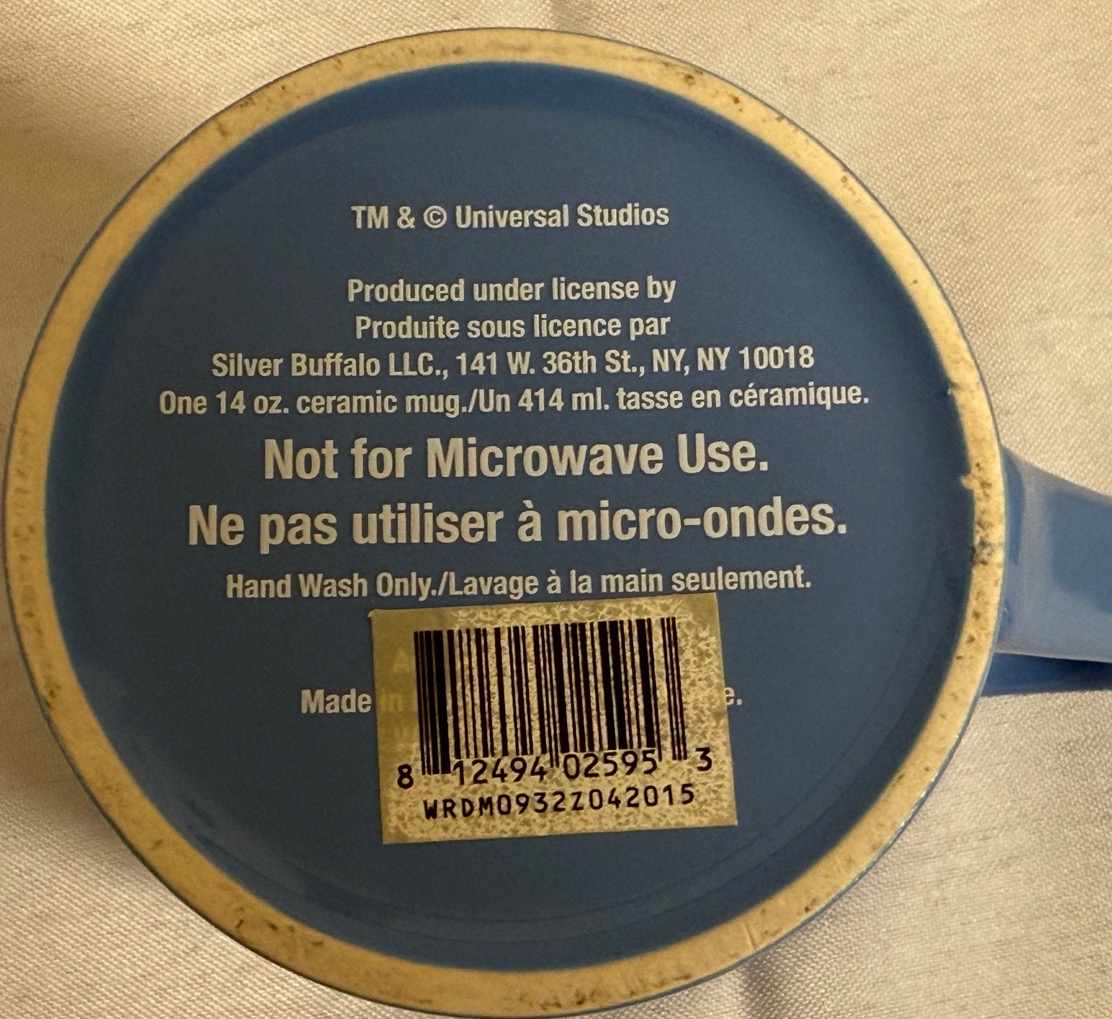 TM & © Universal Studios
Produced under license by
Produite sous licence par
Silver Buffalo LLC., 141 W. 36th St., NY, NY 10018
One 14 oz. ceramic mug./Un 414 ml. tasse en céramique.
Not for Microwave Use.
Ne pas utiliser à micro-ondes.
Hand Wash Only./Lavage à la main seulement.
Made in
8 12494 02595 3
WRDM0932Z042015